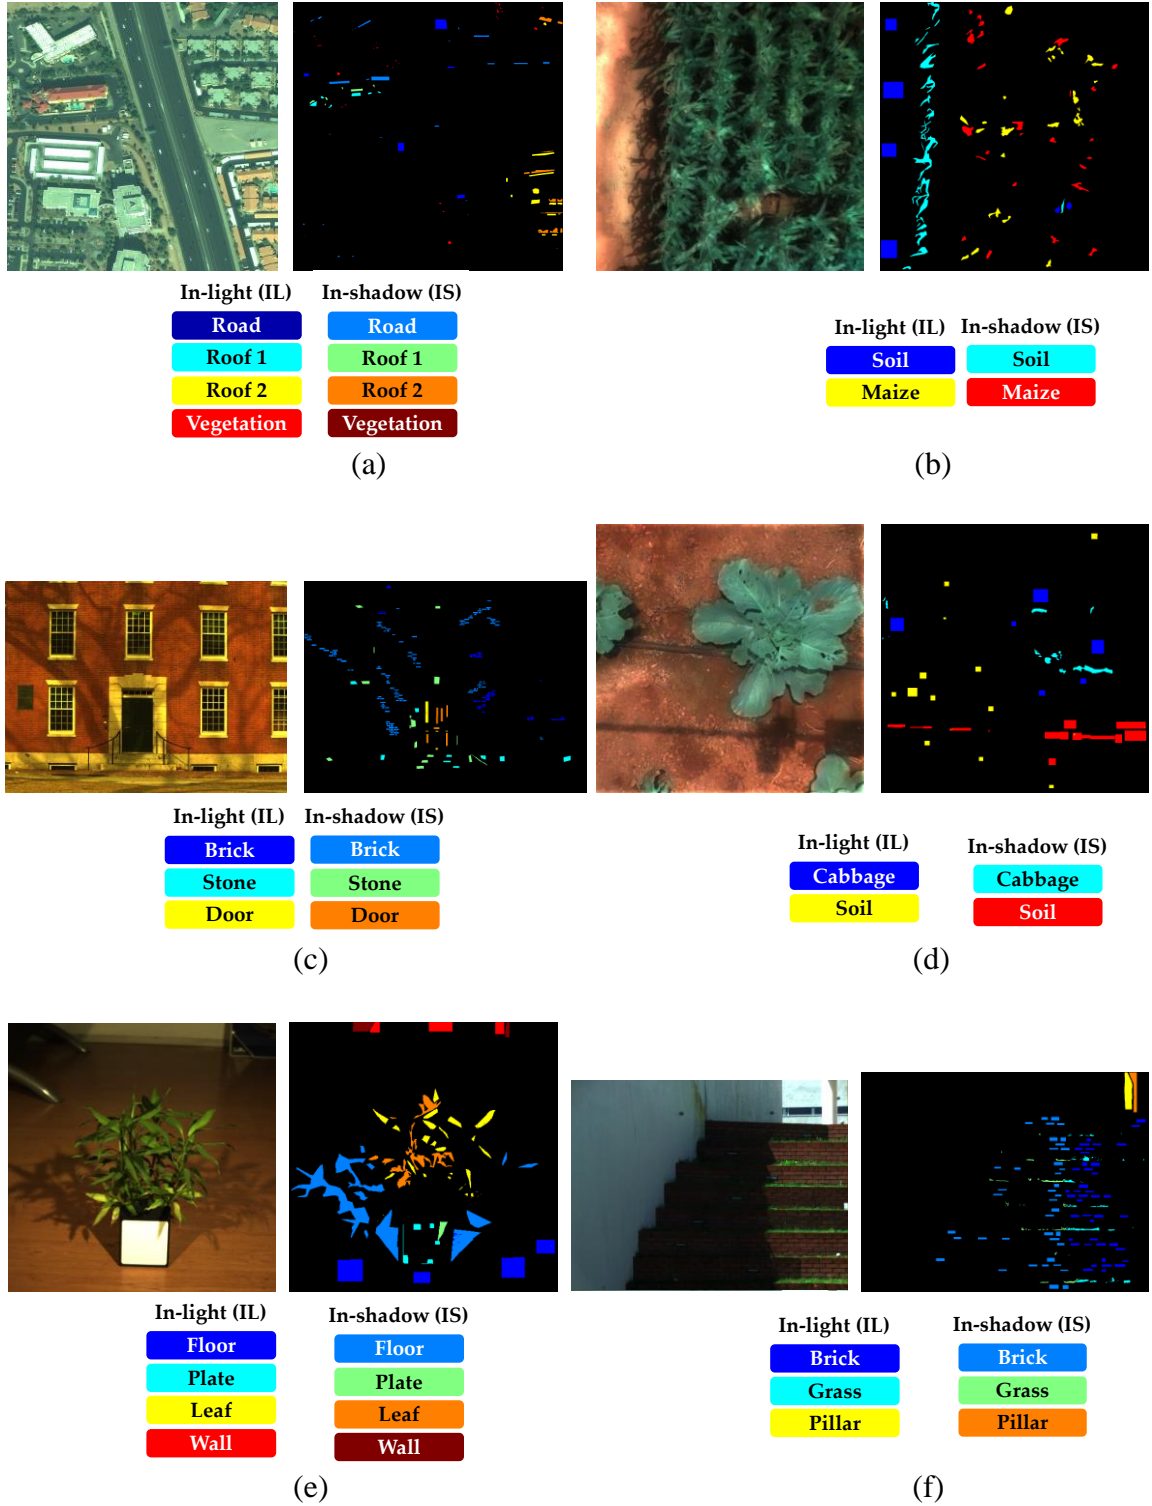 In-light (IL) In-shadow (IS)
Road Road
Roof 1 Roof 1
Roof 2 Roof 2
Vegetation Vegetation
(a)
In-light (IL) In-shadow (IS)
Soil Soil
Maize Maize
(b)
In-light (IL) In-shadow (IS)
Brick Brick
Stone Stone
Door Door
(c)
In-light (IL) In-shadow (IS)
Cabbage Cabbage
Soil Soil
(d)
In-light (IL) In-shadow (IS)
Floor Floor
Plate Plate
Leaf Leaf
Wall Wall
(e)
In-light (IL) In-shadow (IS)
Brick Brick
Grass Grass
Pillar Pillar
(f)